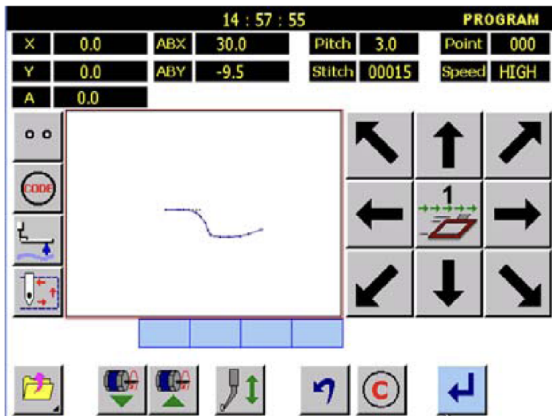 14 : 57 : 55 PROGRAM
X 0.0 ABX 30.0 Pitch 3.0 Point 000
Y 0.0 ABY -9.5 Stitch 00015 Speed HIGH
A 0.0
CODE
1
C